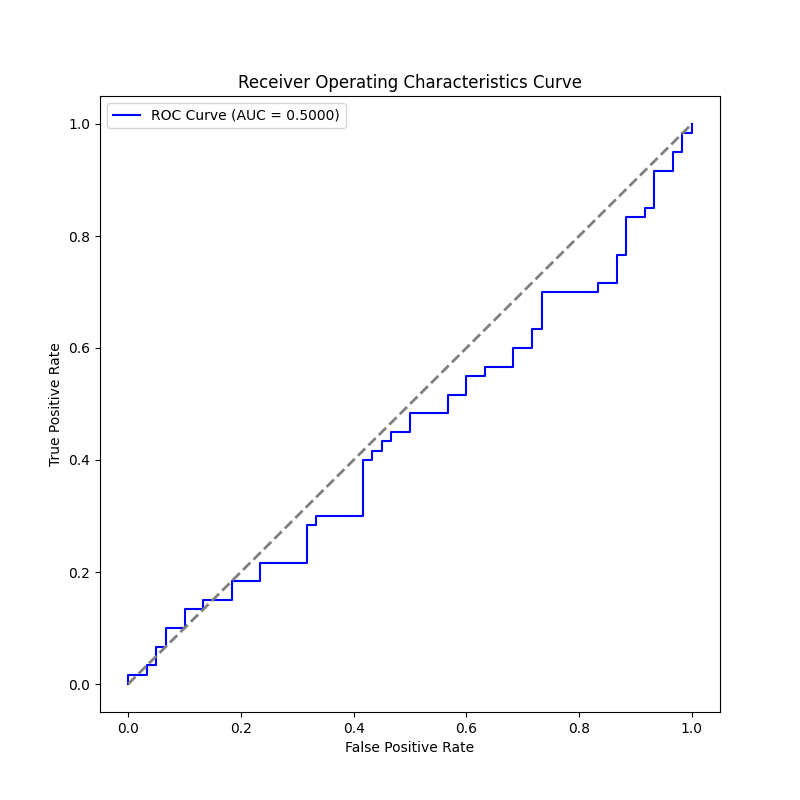 Receiver Operating Characteristics Curve
ROC Curve (AUC = 0.5000)
True Positive Rate
1.0
0.8
0.6
0.4
0.2
0.0
0.0 0.2 0.4 0.6 0.8 1.0
False Positive Rate